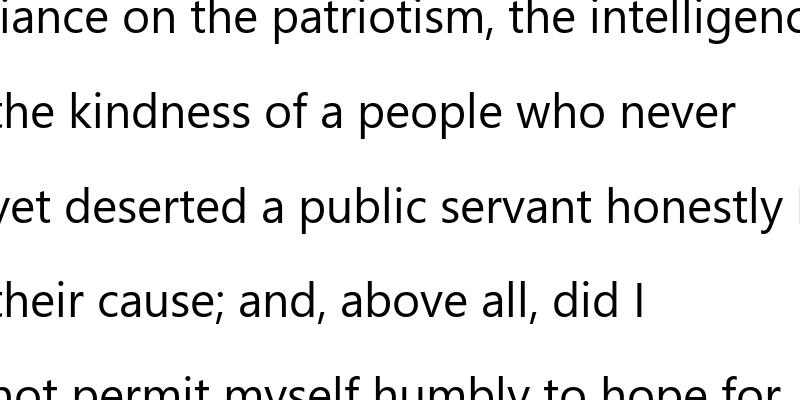 iance on the patriotism, the intelligenc
the kindness of a people who never
yet deserted a public servant honestly
their cause; and, above all, did I
not permit myself humbly to hope for